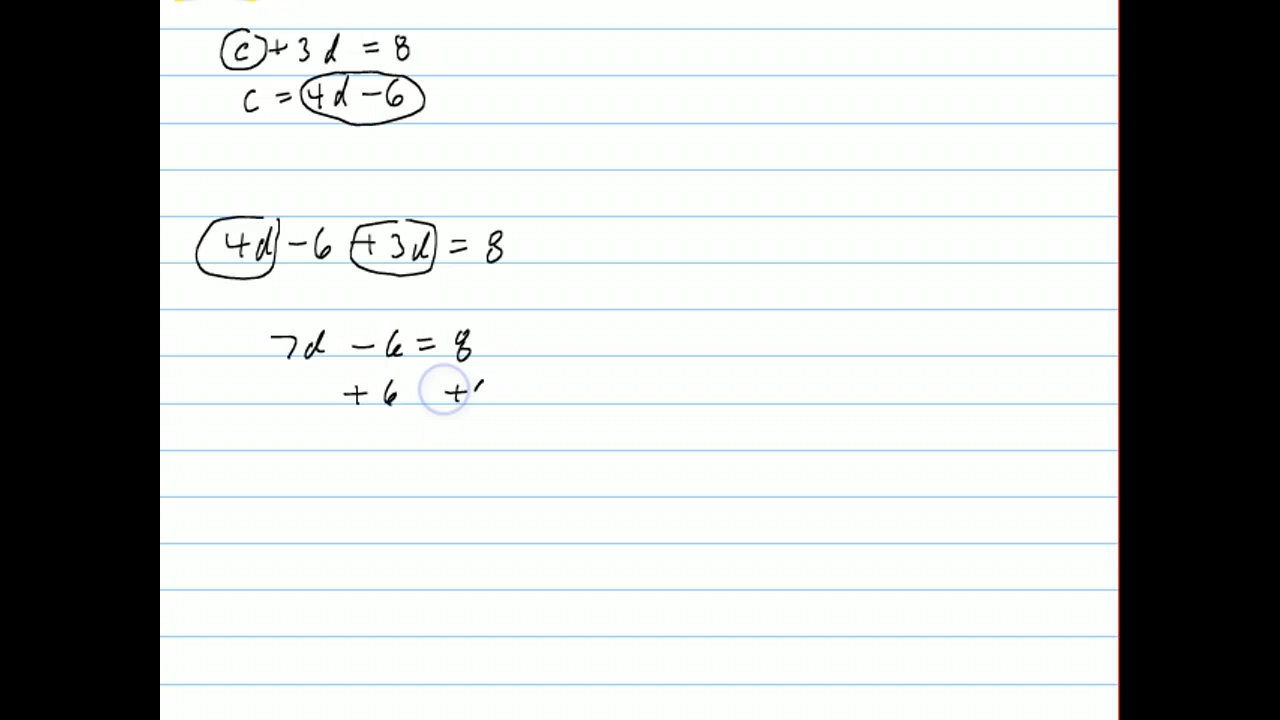 c + 3d = 8
c = 4d - 6
4d - 6 + 3d = 8
7d - 6 = 8
+ 6 +